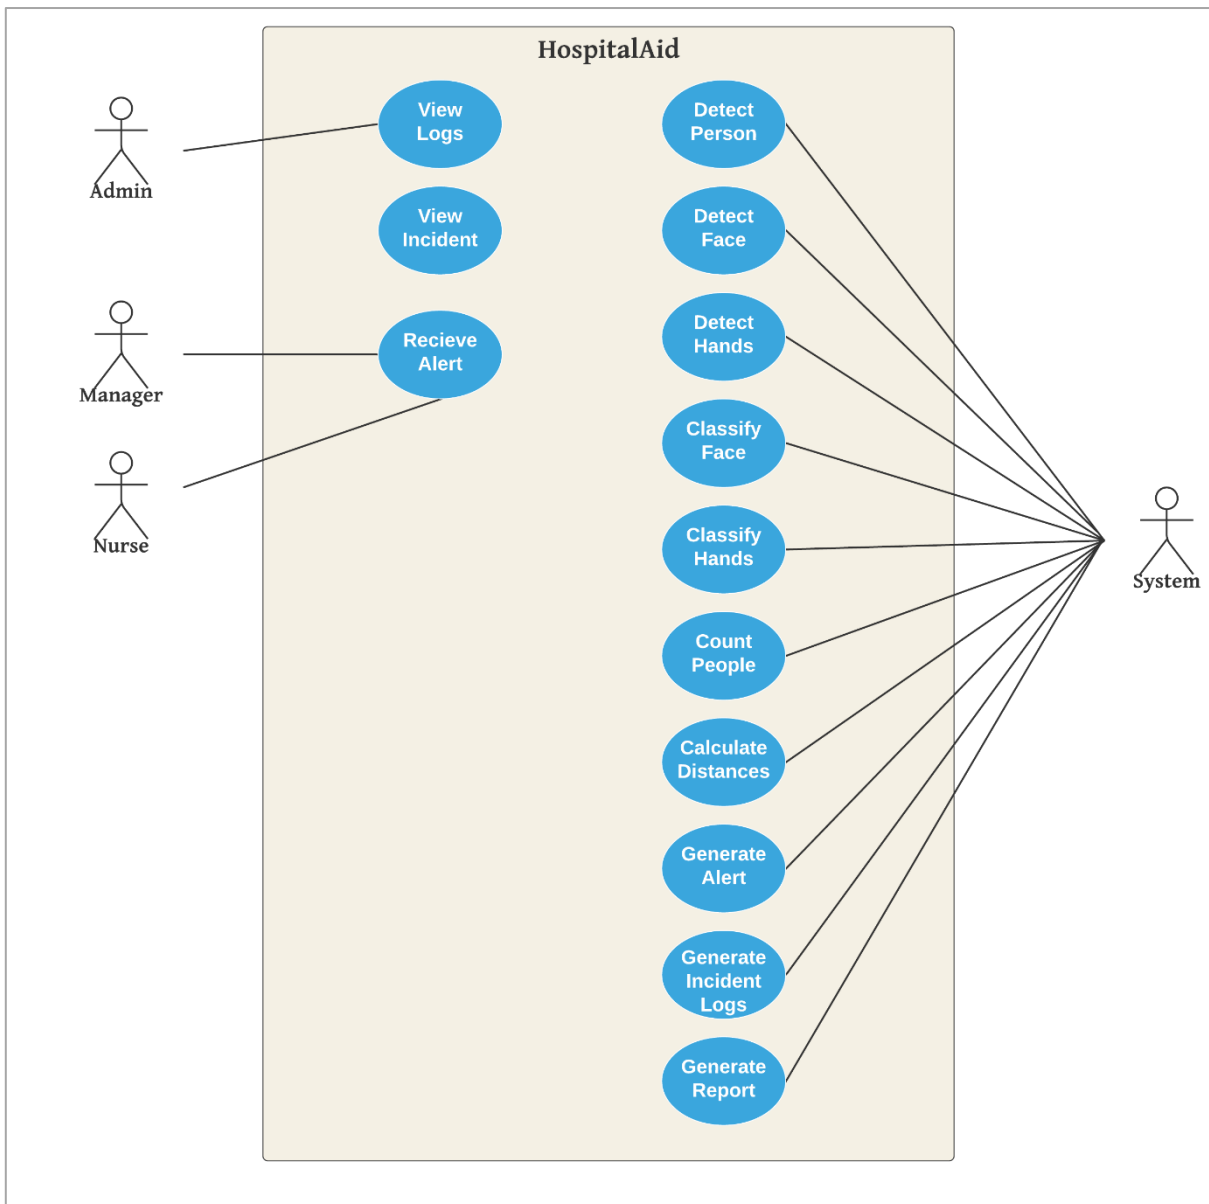 HospitalAid
Admin
Manager
Nurse
View
Logs
View
Incident
Recieve
Alert
Detect
Person
Detect
Face
Detect
Hands
Classify
Face
Classify
Hands
Count
People
Calculate
Distances
Generate
Alert
Generate
Incident
Logs
Generate
Report
System